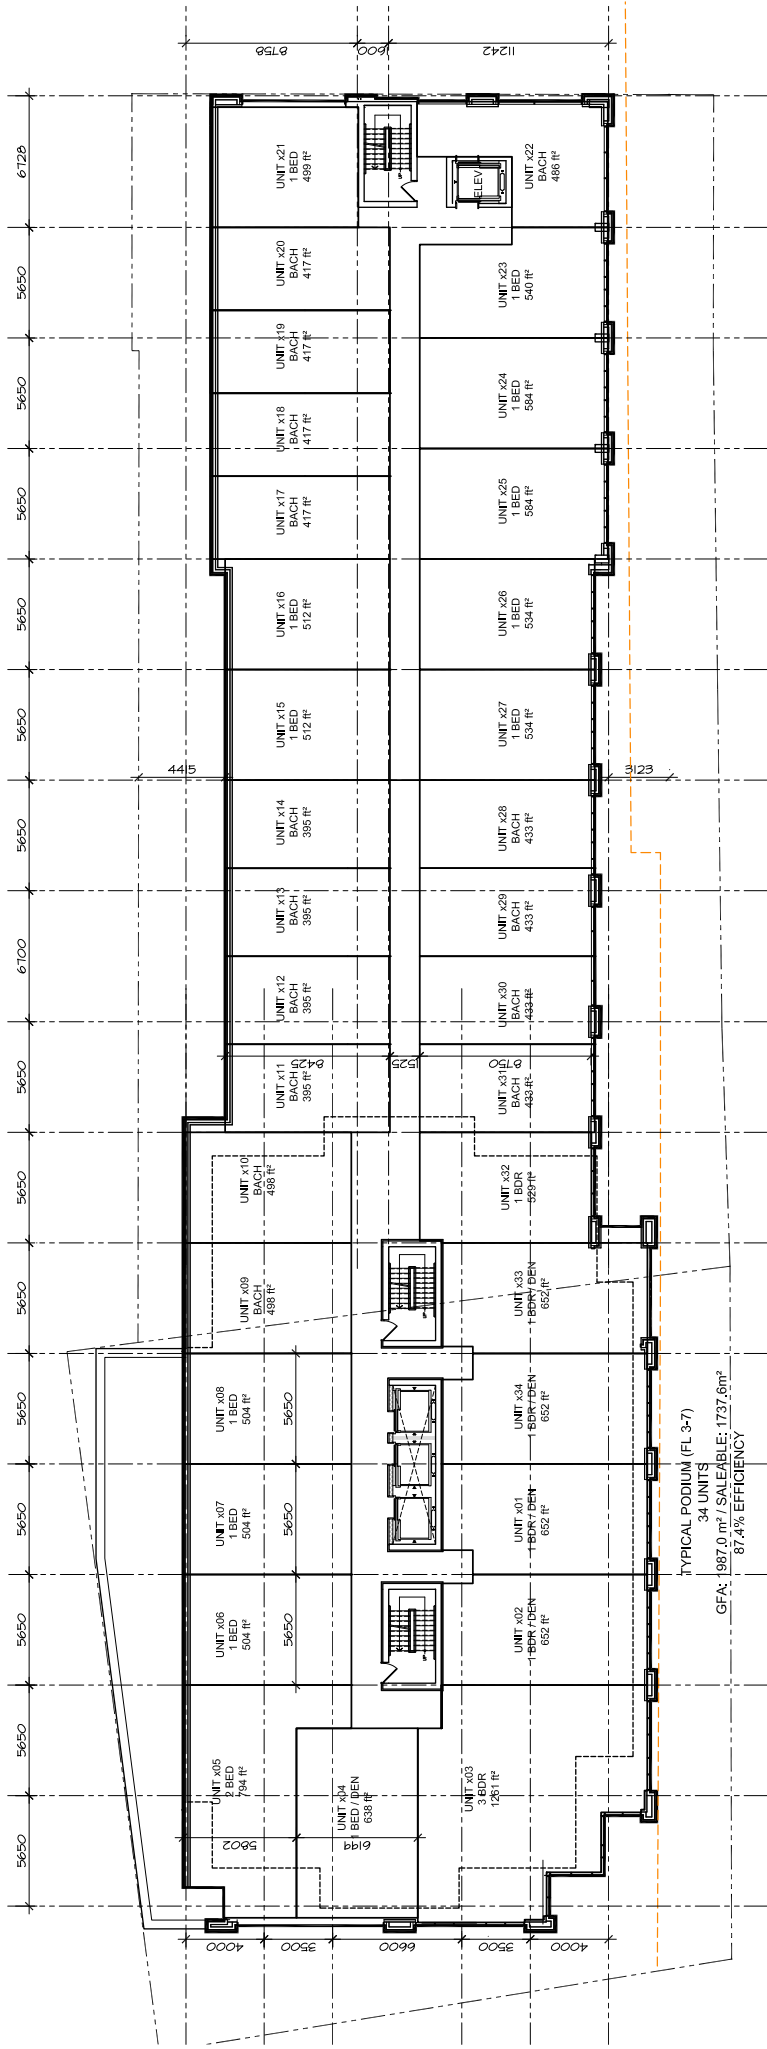 8758
1600
11242
6728
5650
5650
5650
5650
5650
5650
6700
5650
5650
5650
5650
5650
5650
5650
5650
UNIT x21
1 BED
499 ft²
UNIT x22
BACH
486 ft²
ELEV
UNIT x20
BACH
417 ft²
UNIT x23
1 BED
540 ft²
UNIT x19
BACH
417 ft²
UNIT x24
1 BED
584 ft²
UNIT x18
BACH
417 ft²
UNIT x17
BACH
417 ft²
UNIT x25
1 BED
584 ft²
UNIT x16
1 BED
512 ft²
UNIT x26
1 BED
534 ft²
UNIT x15
1 BED
512 ft²
UNIT x27
1 BED
534 ft²
4415
3123
UNIT x14
BACH
395 ft²
UNIT x28
BACH
433 ft²
UNIT x13
BACH
395 ft²
UNIT x29
BACH
433 ft²
UNIT x12
BACH
395 ft²
UNIT x30
BACH
433 ft²
8425
1525
8750
UNIT x11
BACH
395 ft²
UNIT x31
BACH
433 ft²
UNIT x10
BACH
498 ft²
UNIT x32
1 BDR
529 ft²
UNIT x09
BACH
498 ft²
UNIT x33
1 BDR / DEN
652 ft²
UNIT x08
1 BED
504 ft²
5650
UNIT x34
1 BDR / DEN
652 ft²
UNIT x07
1 BED
504 ft²
5650
UNIT x01
1 BDR / DEN
652 ft²
UNIT x06
1 BED
504 ft²
5650
UNIT x02
1 BDR / DEN
652 ft²
UNIT x05
2 BED
794 ft²
UNIT x04
1 BED / DEN
638 ft²
UNIT x03
3 BDR
1261 ft²
5802
6199
4000
3500
6600
3500
4000
TYPICAL PODIUM (FL 3-7)
34 UNITS
GFA: 1987.0 m² / SALEABLE: 1737.6m²
87.4% EFFICIENCY